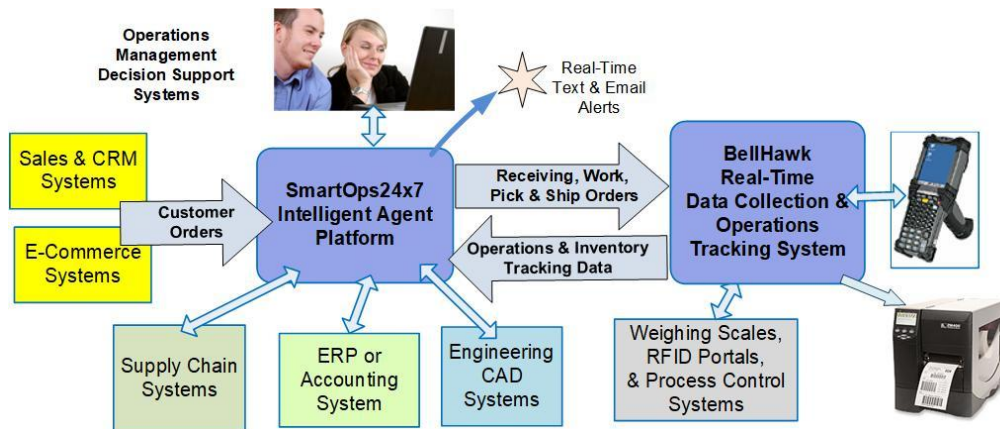 Operations
Management
Decision Support
Systems
Real-Time
Text & Email
Alerts
Sales & CRM
Systems
E-Commerce
Systems
Customer
Orders
SmartOps24x7
Intelligent Agent
Platform
Receiving, Work,
Pick & Ship Orders
Operations & Inventory
Tracking Data
BellHawk
Real-Time
Data Collection &
Operations
Tracking System
Supply Chain
Systems
ERP or
Accounting
System
Engineering
CAD
Systems
Weighing Scales,
RFID Portals,
& Process Control
Systems